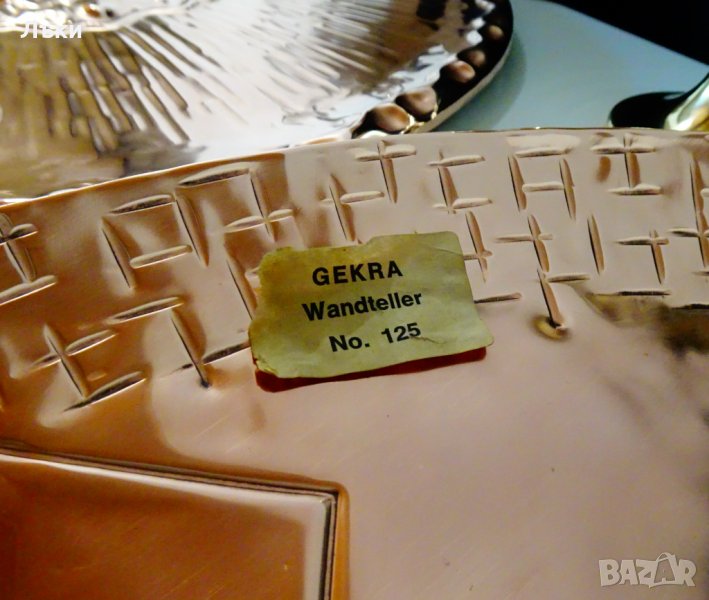 Лъки
GEKRA
Wandteller
No. 125
BAZAR